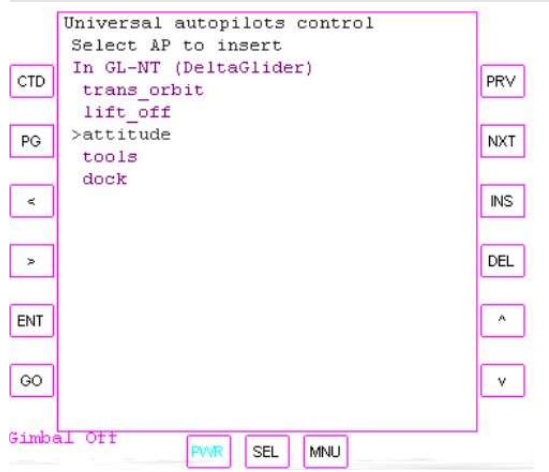 Universal autopilots control
Select AP to insert
In GL-NT (DeltaGlider)
trans_orbit
lift_off
>attitude
tools
dock
CTD
PG
<
>
ENT
GO
PRV
NXT
INS
DEL
^
v
Gimbal Off
PWR
SEL
MNU